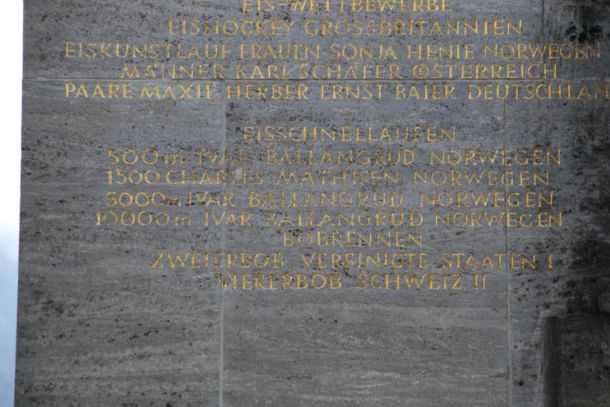 EIS-WETTBEWERBE
EISHOCKEY GROSSBRITANNIEN
EISKUNSTLAUF FRAUEN SONJA HENIE NORWEGEN
MÄNNER KARL SCHÄFER ÖSTERREICH
PAARE MAXIE HERBER ERNST BAIER DEUTSCHLAN
EISSCHNELLAUFEN
500m IVAR BALLANGRUD NORWEGEN
1500 CHARLES MATHISEN NORWEGEN
5000m IVAR BALLANGRUD NORWEGEN
10000m IVAR BALLANGRUD NORWEGEN
BOBRENNEN
ZWEIERBOB VEREINIGTE STAATEN I
VIERERBOB SCHWEIZ II